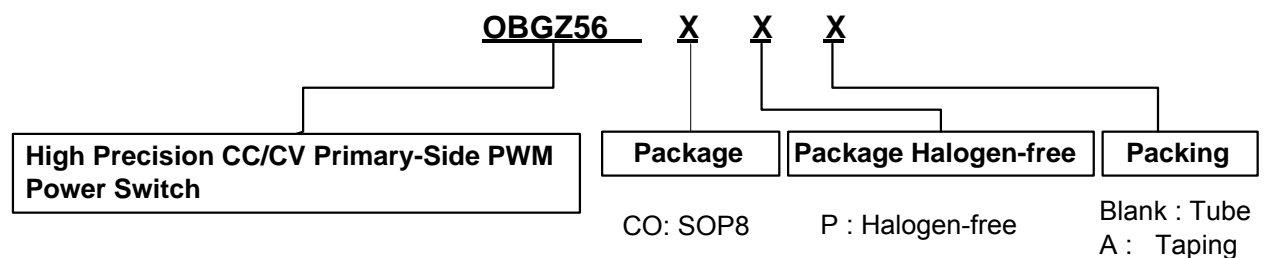 OBGZ56 X X X
High Precision CC/CV Primary-Side PWM
Power Switch
Package
Package Halogen-free
Packing
CO: SOP8
P : Halogen-free
Blank : Tube
A : Taping